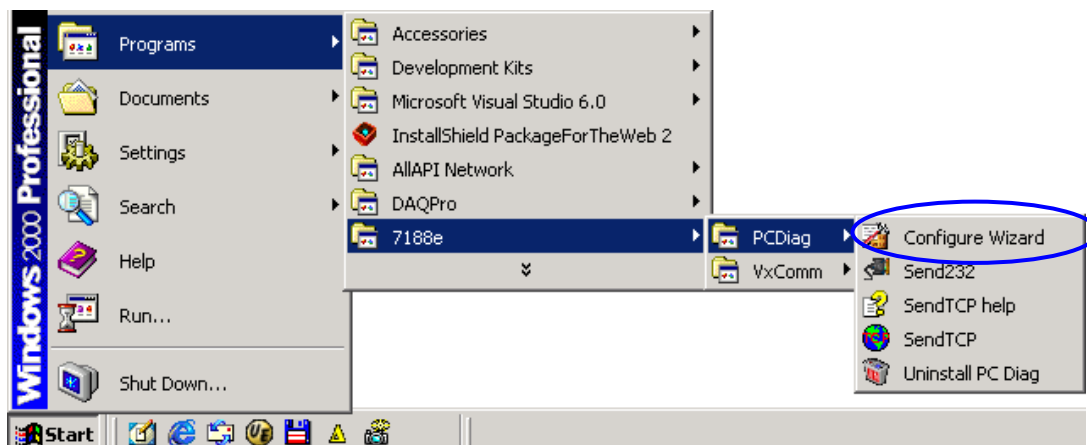 Windows 2000 Professional
Programs
Documents
Settings
Search
Help
Run...
Shut Down...
Accessories
Development Kits
Microsoft Visual Studio 6.0
InstallShield PackageForTheWeb 2
AllAPI Network
DAQPro
7188e
PCDiag
VxComm
Configure Wizard
Send232
SendTCP help
SendTCP
Uninstall PC Diag
Start